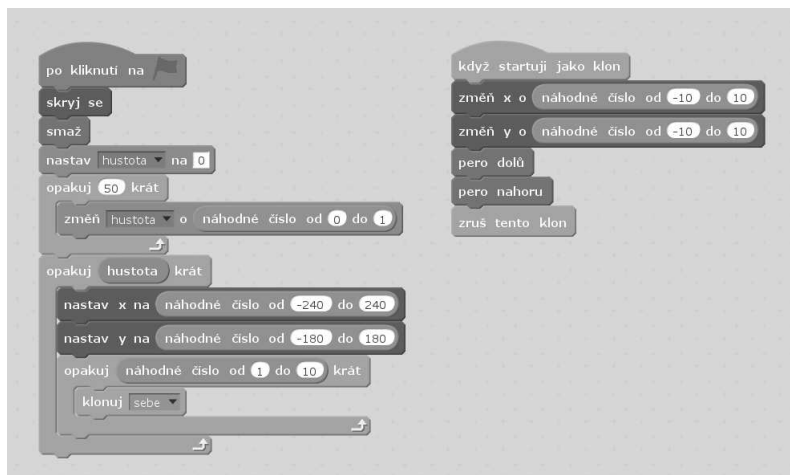 po kliknutí na
skryj se
smaž
nastav hustota na 0
opakuj 50 krát
změň hustota o náhodné číslo od 0 do 1
opakuj hustota krát
nastav x na náhodné číslo od -240 do 240
nastav y na náhodné číslo od -180 do 180
opakuj náhodné číslo od 1 do 10 krát
klonuj sebe
když startuji jako klon
změň x o náhodné číslo od -10 do 10
změň y o náhodné číslo od -10 do 10
pero dolů
pero nahoru
zruš tento klon